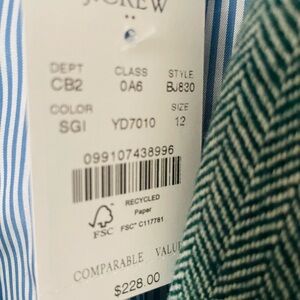 J.CREW
DEPT CLASS STYLE
CB2 0A6 BJ830
COLOR SIZE
SGI YD7010 12
099107438996
RECYCLED
Paper
FSC FSC® C117781
COMPARABLE VALUE
$228.00